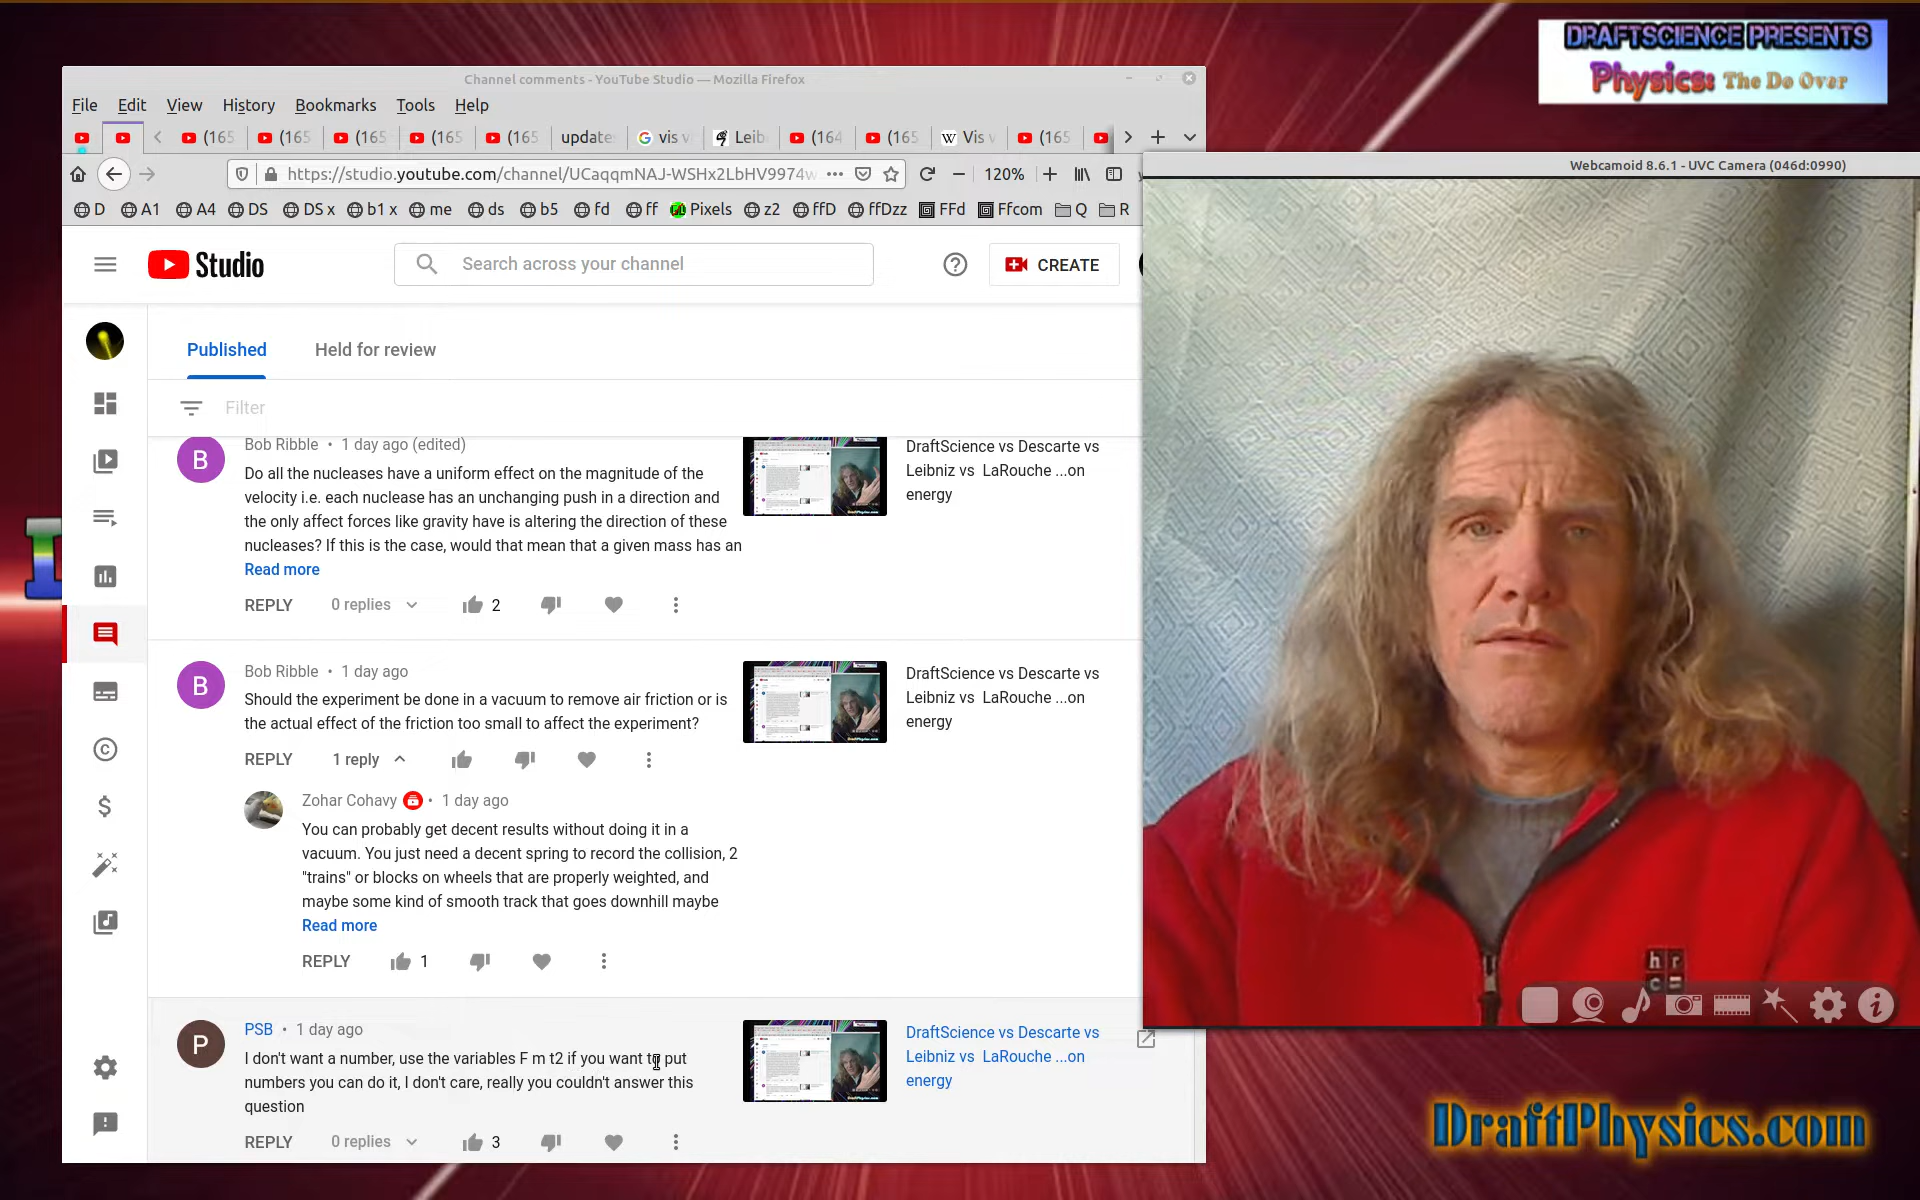 DRAFTSCIENCE PRESENTS
Physics: The Do Over
Channel comments - YouTube Studio — Mozilla Firefox
File Edit View History Bookmarks Tools Help
(165 (165 (165 (165 (165 update vis v Leib (164 (165 Vis v (165
https://studio.youtube.com/channel/UCaqqmNAJ-WSHx2LbHV9974w 120%
Webcamoid 8.6.1 - UVC Camera (046d:0990)
D A1 A4 DS DS x b1 x me ds b5 fd ff Pixels z2 ffD ffDzz FFd Ffcom Q R
Studio
Search across your channel
CREATE
Published Held for review
Filter
B
Bob Ribble • 1 day ago (edited)
Do all the nucleases have a uniform effect on the magnitude of the
velocity i.e. each nuclease has an unchanging push in a direction and
the only affect forces like gravity have is altering the direction of these
nucleases? If this is the case, would that mean that a given mass has an
Read more
REPLY 0 replies 2
DraftScience vs Descarte vs
Leibniz vs LaRouche ...on
energy
B
Bob Ribble • 1 day ago
Should the experiment be done in a vacuum to remove air friction or is
the actual effect of the friction too small to affect the experiment?
REPLY 1 reply
DraftScience vs Descarte vs
Leibniz vs LaRouche ...on
energy
Zohar Cohavy • 1 day ago
You can probably get decent results without doing it in a
vacuum. You just need a decent spring to record the collision, 2
"trains" or blocks on wheels that are properly weighted, and
maybe some kind of smooth track that goes downhill maybe
Read more
REPLY 1
P
PSB • 1 day ago
I don't want a number, use the variables F m t2 if you want to put
numbers you can do it, I don't care, really you couldn't answer this
question
REPLY 0 replies 3
DraftScience vs Descarte vs
Leibniz vs LaRouche ...on
energy
h r
c =
DraftPhysics.com